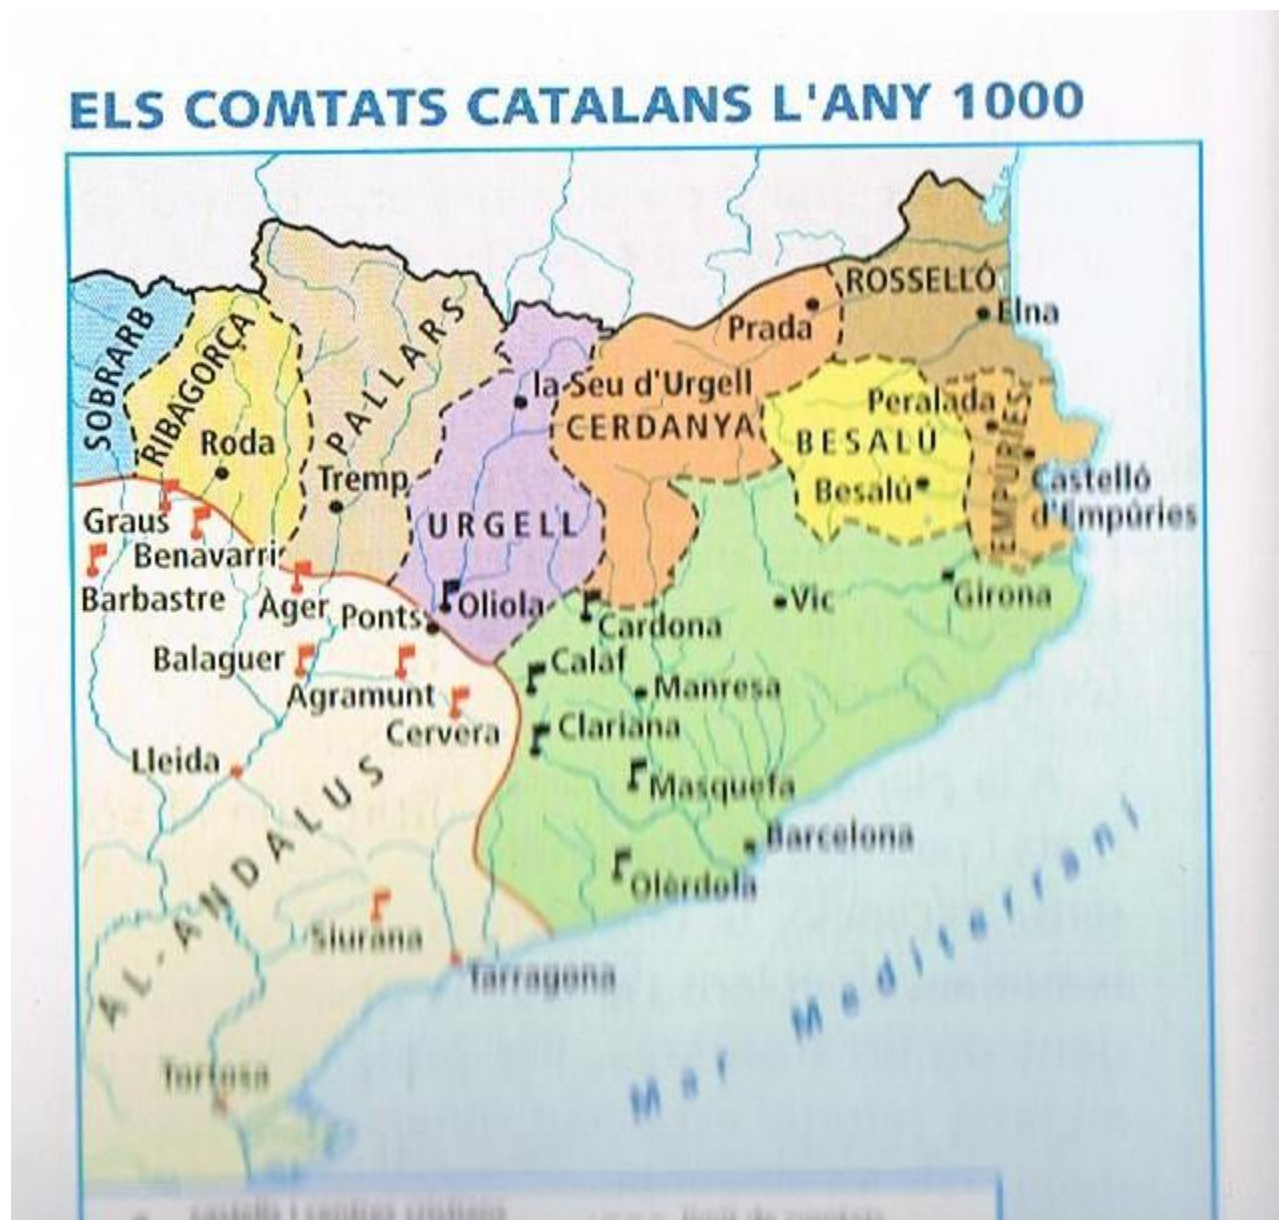 ELS COMTATS CATALANS L'ANY 1000
ROSSELLÓ
Elna
Prada
SOBRARB
RIBAGORÇA
PALLARS
la Seu d'Urgell
CERDANYA
Peralada
EMPÚRIES
BESALÚ
Roda
Tremp
Besalú
Castelló
d'Empúries
URGELL
Graus
Benavarri
Barbastre
Àger
Ponts
Oliola
Cardona
Vic
Girona
Balaguer
Calaf
Agramunt
Manresa
Cervera
Clariana
Lleida
Masquefa
AL-ANDALUS
Barcelona
Olèrdola
Siurana
Tarragona
Mar Mediterrani
Tortosa